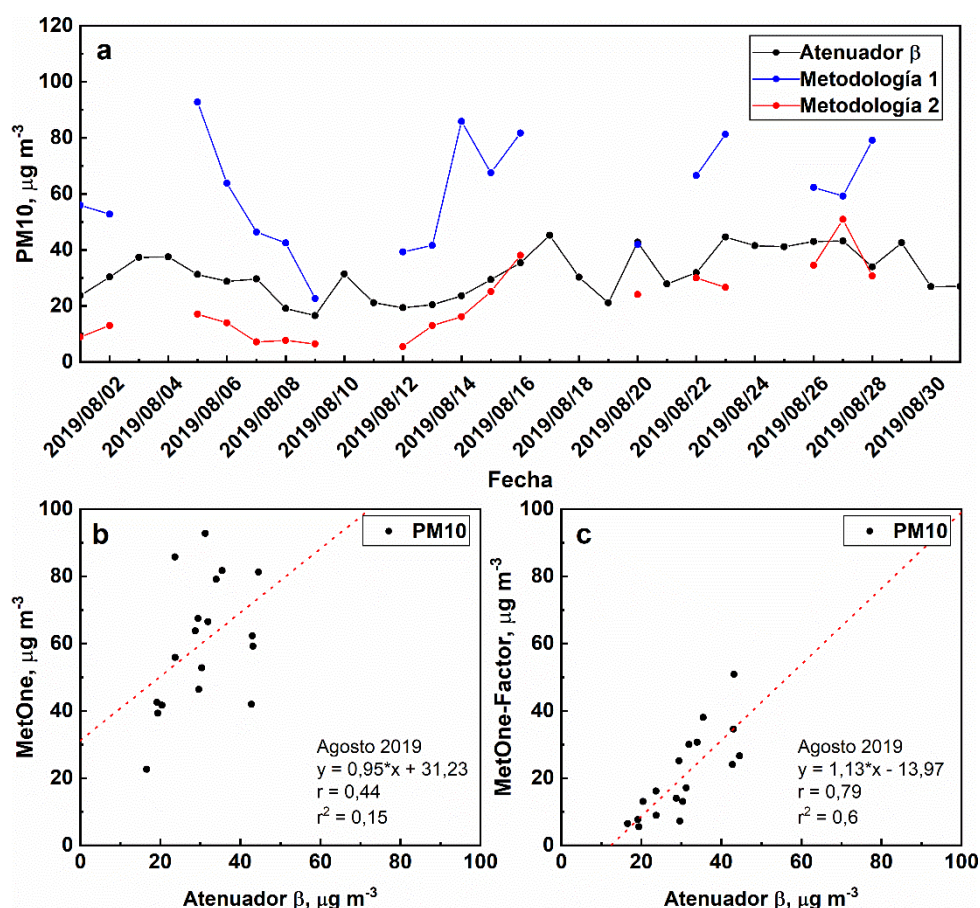 a
Atenuador β
Metodología 1
Metodología 2
PM10, μg m-3
120
100
80
60
40
20
0
2019/08/02
2019/08/04
2019/08/06
2019/08/08
2019/08/10
2019/08/12
2019/08/14
2019/08/16
2019/08/18
2019/08/20
2019/08/22
2019/08/24
2019/08/26
2019/08/28
2019/08/30
Fecha
b
PM10
MetOne, μg m-3
100
80
60
40
20
0
Agosto 2019
y = 0,95*x + 31,23
r = 0,44
r2 = 0,15
0 20 40 60 80 100
Atenuador β, μg m-3
c
PM10
MetOne-Factor, μg m-3
100
80
60
40
20
0
Agosto 2019
y = 1,13*x - 13,97
r = 0,79
r2 = 0,6
0 20 40 60 80 100
Atenuador β, μg m-3